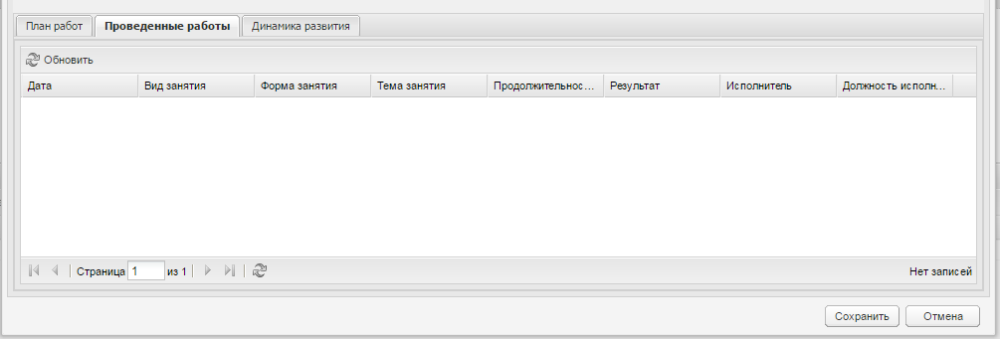 План работ Проведенные работы Динамика развития
Обновить
Дата Вид занятия Форма занятия Тема занятия Продолжительнос... Результат Исполнитель Должность исполн...
Страница 1 из 1 Нет записей
Сохранить Отмена